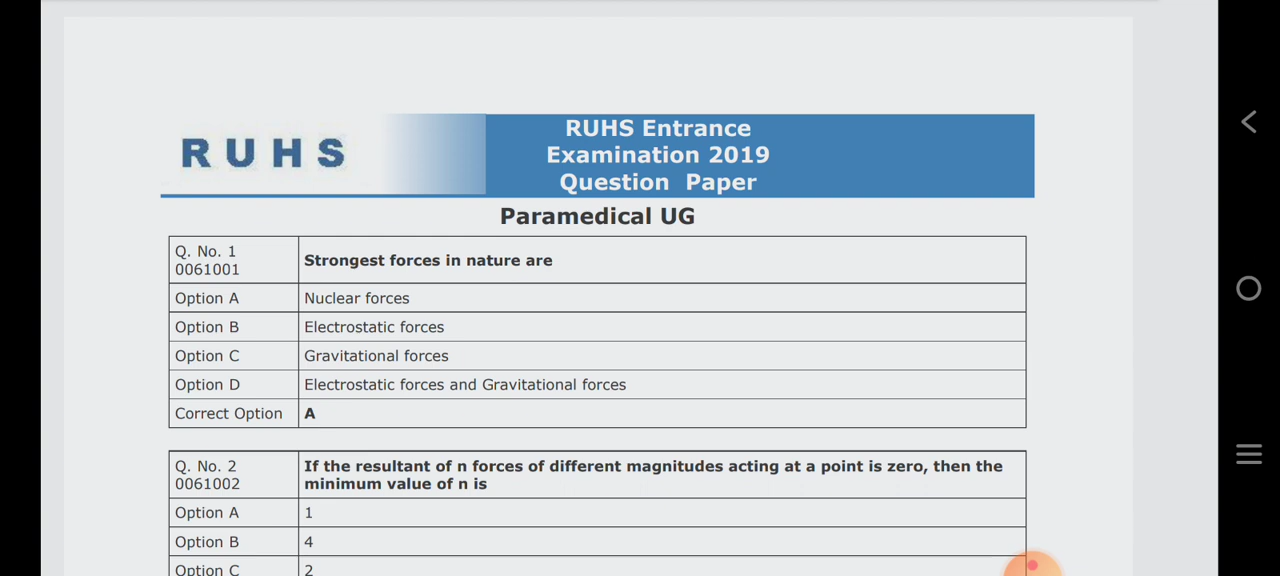 R U H S
RUHS Entrance
Examination 2019
Question Paper
Paramedical UG
Q. No. 1
0061001
Strongest forces in nature are
Option A Nuclear forces
Option B Electrostatic forces
Option C Gravitational forces
Option D Electrostatic forces and Gravitational forces
Correct Option A
Q. No. 2
0061002
If the resultant of n forces of different magnitudes acting at a point is zero, then the
minimum value of n is
Option A 1
Option B 4
Option C 2